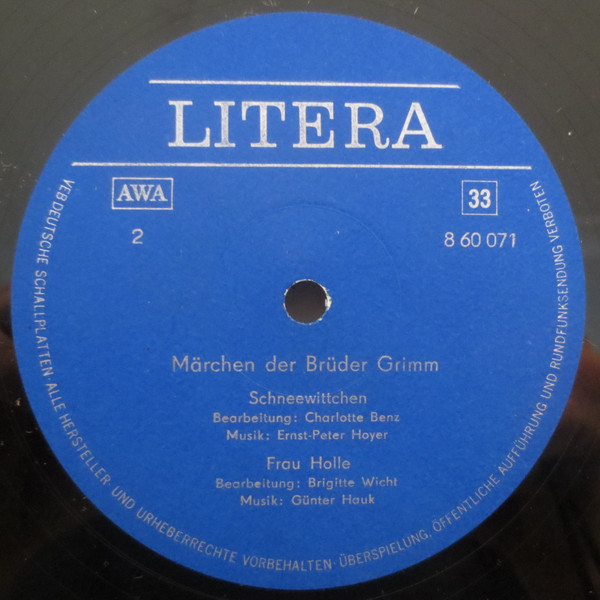 LITERA
AWA
33
2
8 60 071
Märchen der Brüder Grimm
Schneewittchen
Bearbeitung: Charlotte Benz
Musik: Ernst-Peter Hoyer
Frau Holle
Bearbeitung: Brigitte Wicht
Musik: Günter Hauk
VEB DEUTSCHE SCHALLPLATTEN · ALLE HERSTELLER- UND URHEBERRECHTE VORBEHALTEN · ÜBERSPIELUNG, ÖFFENTLICHE AUFFÜHRUNG UND RUNDFUNKSENDUNG VERBOTEN